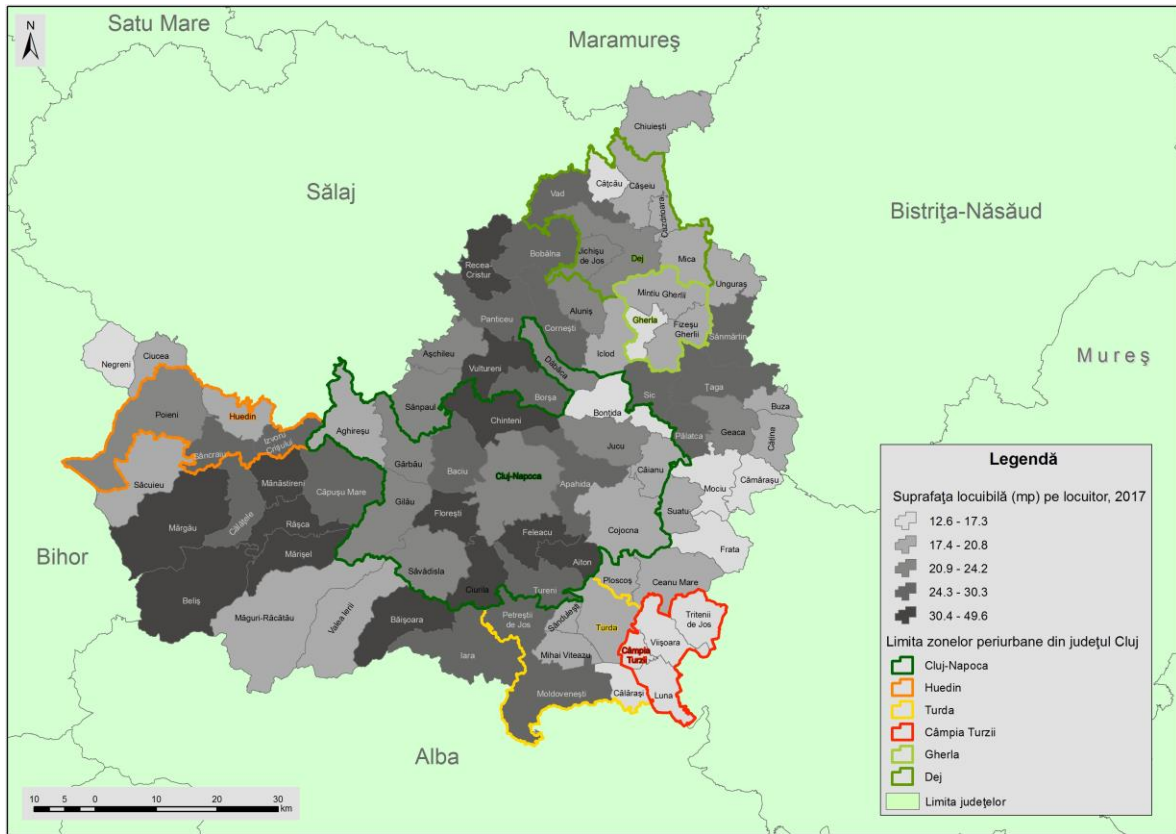 N
Satu Mare
Maramureş
Sălaj
Bistriţa-Năsăud
Mureş
Bihor
Alba
Chiuieşti
Câţcău
Câşeiu
Vad
Bobâlna
Jichişu
de Jos
Dej
Mica
Recea-
Cristur
Unguraş
Mintiu Gherlii
Panticeu
Aluniş
Gherla
Fizeşu
Gherlii
Sânmărtin
Corneşti
Iclod
Negreni
Ciucea
Aşchileu
Vultureni
Dăbâca
Borşa
Sic
Ţaga
Poieni
Huedin
Sânpaul
Bonţida
Buza
Izvoru
Crişului
Aghireşu
Chinteni
Pălatca
Geaca
Cătina
Sâncraiu
Jucu
Săcuieu
Mănăstireni
Gârbău
Baciu
Cluj-Napoca
Căianu
Căpuşu Mare
Apahida
Mociu
Cămăraşu
Gilău
Călăţele
Râşca
Floreşti
Suatu
Mărgău
Feleacu
Cojocna
Mărişel
Frata
Săvădisla
Aiton
Ciurila
Tureni
Ploscoş
Ceanu Mare
Beliş
Măguri-Răcătău
Valea Ierii
Băişoara
Petreştii
de Jos
Sănduleşti
Turda
Tritenii
de Jos
Viişoara
Iara
Mihai Viteazu
Câmpia
Turzii
Moldoveneşti
Călăraşi
Luna
Legendă
Suprafaţa locuibilă (mp) pe locuitor, 2017
12.6 - 17.3
17.4 - 20.8
20.9 - 24.2
24.3 - 30.3
30.4 - 49.6
Limita zonelor periurbane din judeţul Cluj
Cluj-Napoca
Huedin
Turda
Câmpia Turzii
Gherla
Dej
Limita judeţelor
10 5 0 10 20 30
km